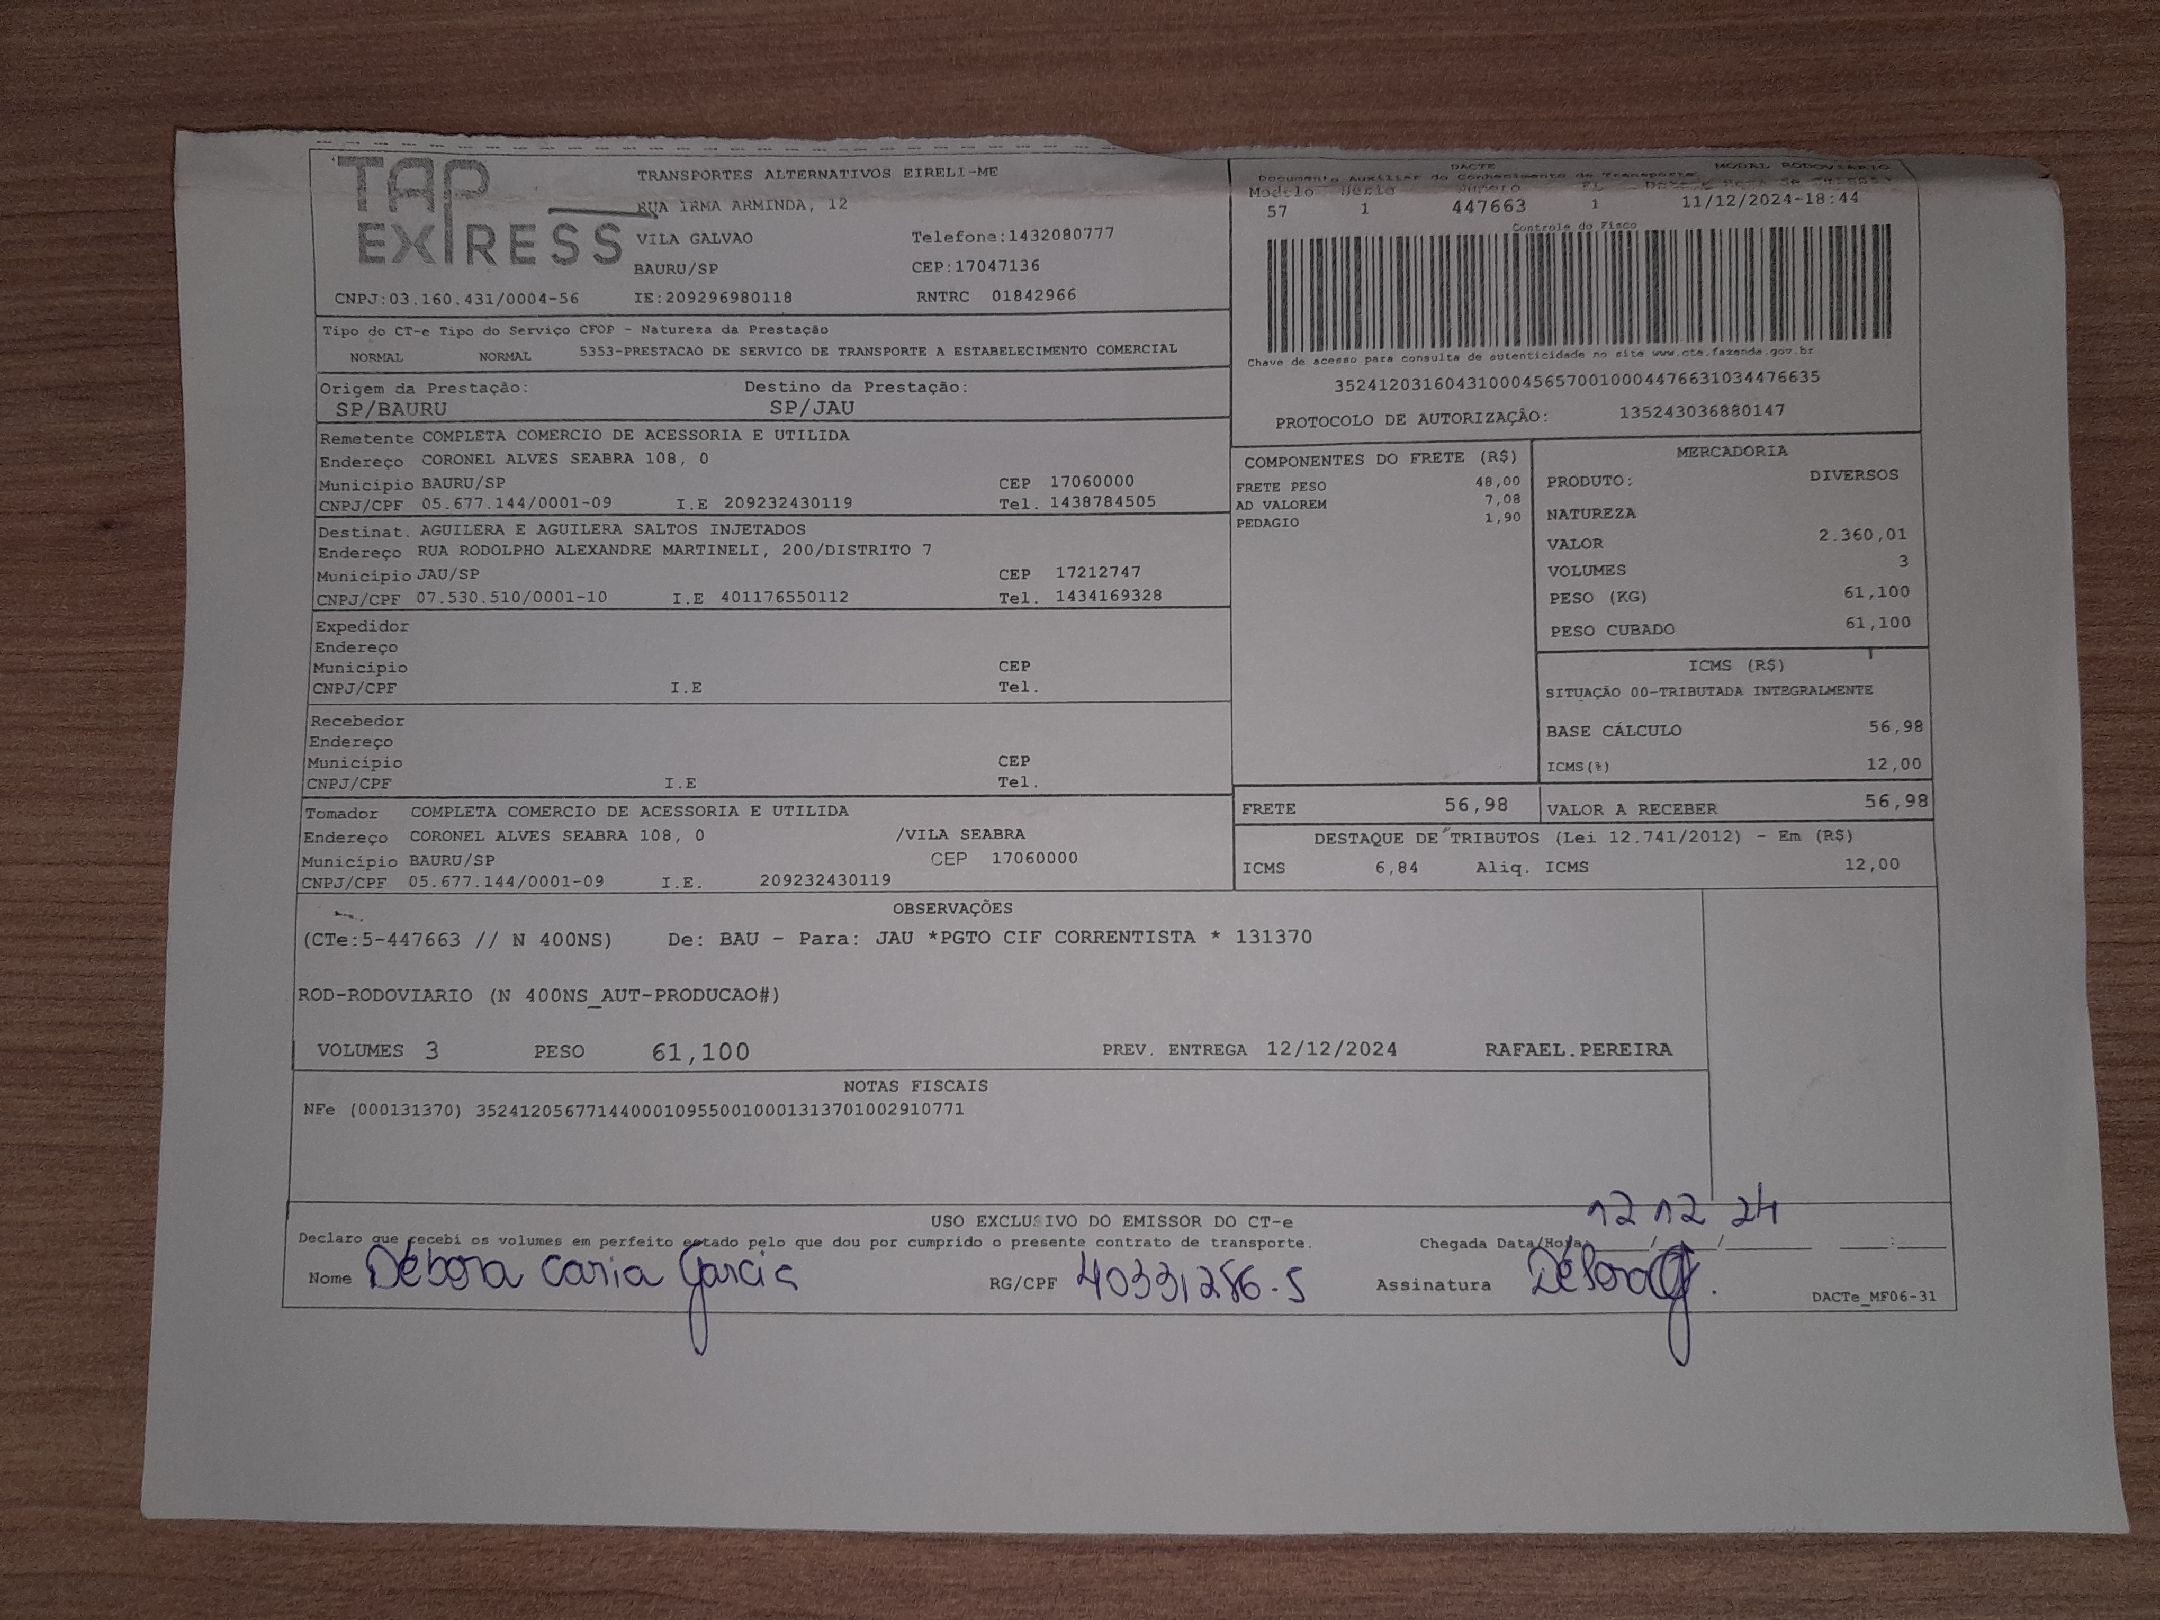 TAP
EXPRESS
TRANSPORTES ALTERNATIVOS EIRELI-ME
RUA IRMA ARMINDA, 12
VILA GALVAO Telefone:1432080777
BAURU/SP CEP:17047136
CNPJ:03.160.431/0004-56 IE:209296980118 RNTRC 01842966
DACTE MODAL RODOVIÁRIO
Documento Auxiliar do Conhecimento de Transporte
Modelo Série Número FL
57 1 447663 1 11/12/2024-18:44
Controle do Fisco
Chave de acesso para consulta de autenticidade no site www.cte.fazenda.gov.br
35241203160431000456570010004476631034476635
PROTOCOLO DE AUTORIZAÇÃO: 135243036880147
Tipo do CT-e Tipo do Serviço CFOP - Natureza da Prestação
NORMAL NORMAL 5353-PRESTACAO DE SERVICO DE TRANSPORTE A ESTABELECIMENTO COMERCIAL
Origem da Prestação: Destino da Prestação:
SP/BAURU SP/JAU
Remetente COMPLETA COMERCIO DE ACESSORIA E UTILIDA
Endereço CORONEL ALVES SEABRA 108, 0
Município BAURU/SP CEP 17060000
CNPJ/CPF 05.677.144/0001-09 I.E 209232430119 Tel. 1438784505
Destinat. AGUILERA E AGUILERA SALTOS INJETADOS
Endereço RUA RODOLPHO ALEXANDRE MARTINELI, 200/DISTRITO 7
Município JAU/SP CEP 17212747
CNPJ/CPF 07.530.510/0001-10 I.E 401176550112 Tel. 1434169328
Expedidor
Endereço
Município CEP
CNPJ/CPF I.E Tel.
Recebedor
Endereço
Município CEP
CNPJ/CPF I.E Tel.
Tomador COMPLETA COMERCIO DE ACESSORIA E UTILIDA
Endereço CORONEL ALVES SEABRA 108, 0 /VILA SEABRA
Município BAURU/SP CEP 17060000
CNPJ/CPF 05.677.144/0001-09 I.E. 209232430119
COMPONENTES DO FRETE (R$)
FRETE PESO 48,00
AD VALOREM 7,08
PEDAGIO 1,90
MERCADORIA
PRODUTO: DIVERSOS
NATUREZA
VALOR 2.360,01
VOLUMES 3
PESO (KG) 61,100
PESO CUBADO 61,100
ICMS (R$)
SITUAÇÃO 00-TRIBUTADA INTEGRALMENTE
BASE CÁLCULO 56,98
ICMS(%) 12,00
FRETE 56,98 VALOR A RECEBER 56,98
DESTAQUE DE TRIBUTOS (Lei 12.741/2012) - Em (R$)
ICMS 6,84 Aliq. ICMS 12,00
OBSERVAÇÕES
(CTe:5-447663 // N 400NS) De: BAU - Para: JAU *PGTO CIF CORRENTISTA * 131370
ROD-RODOVIARIO (N 400NS_AUT-PRODUCAO#)
VOLUMES 3 PESO 61,100 PREV. ENTREGA 12/12/2024 RAFAEL.PEREIRA
NOTAS FISCAIS
NFe (000131370) 35241205677144000109550010001313701002910771
USO EXCLUSIVO DO EMISSOR DO CT-e
Declaro que recebi os volumes em perfeito estado pelo que dou por cumprido o presente contrato de transporte.
Chegada Data/Hora: 12 12 24
Nome Débora Caria Garcia RG/CPF 40331286-5 Assinatura Débora G.
DACTe_MF06-31